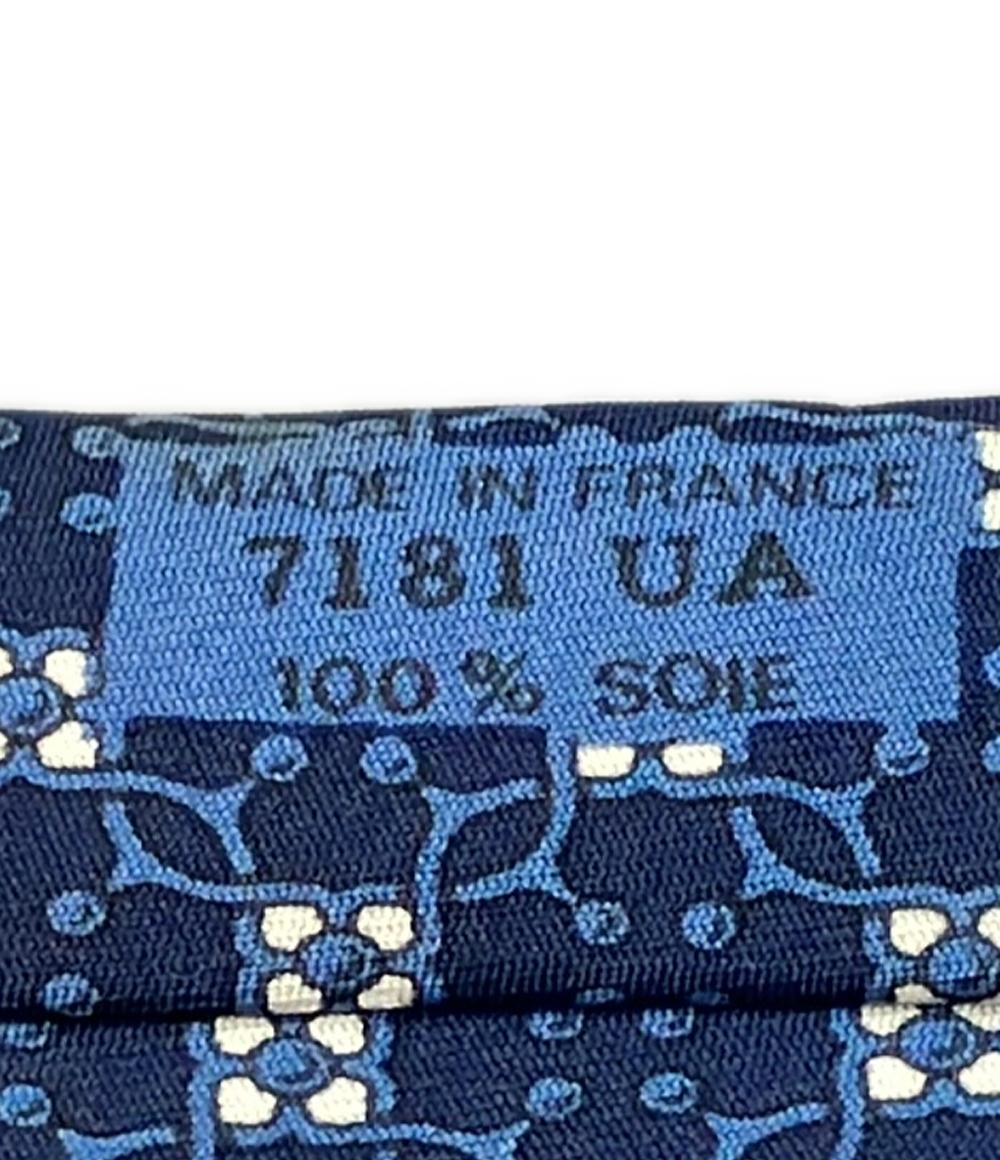 MADE IN FRANCE
7181 UA
100% SOIE